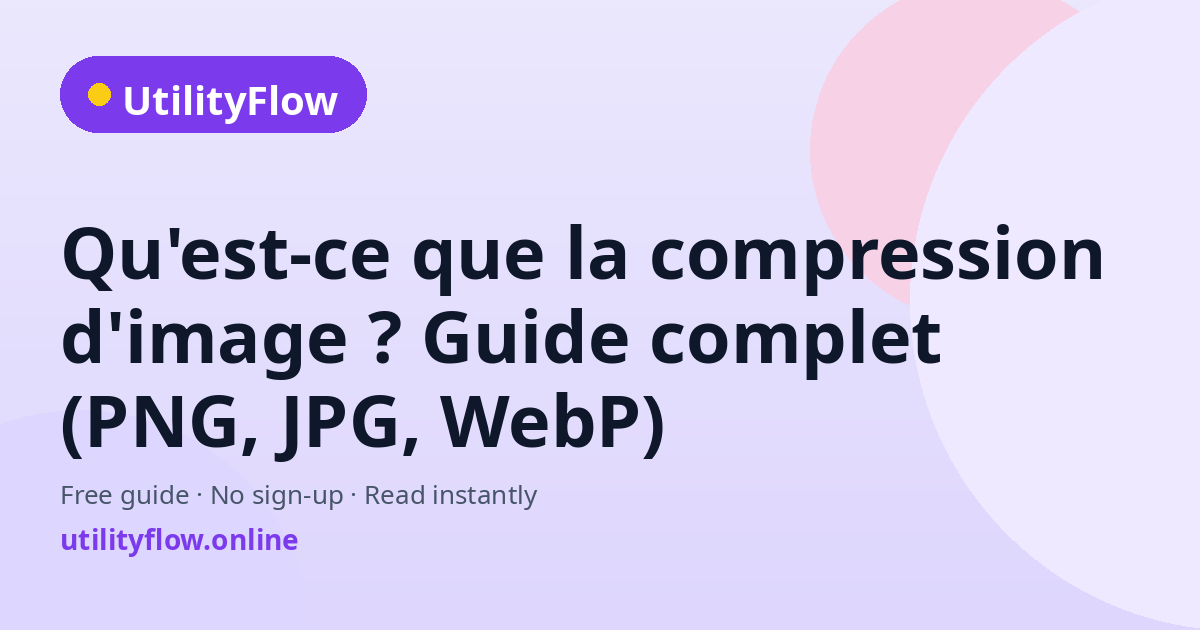 UtilityFlow
Qu'est-ce que la compression
d'image ? Guide complet
(PNG, JPG, WebP)
Free guide · No sign-up · Read instantly
utilityflow.online